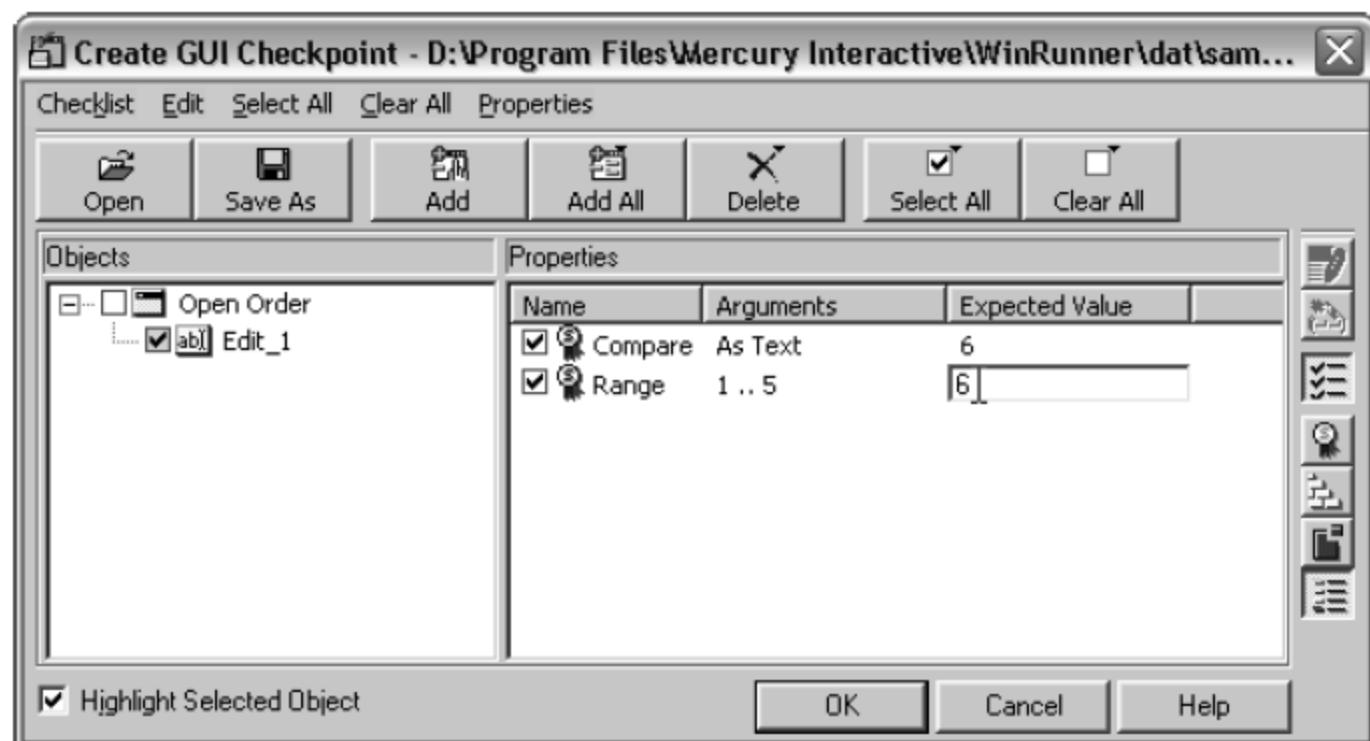 Create GUI Checkpoint - D:\Program Files\Mercury Interactive\WinRunner\dat\sam...
Checklist Edit Select All Clear All Properties
Open Save As Add Add All Delete Select All Clear All
Objects Properties
Open Order
Edit_1
Name Arguments Expected Value
Compare As Text 6
Range 1 .. 5 6
Highlight Selected Object OK Cancel Help